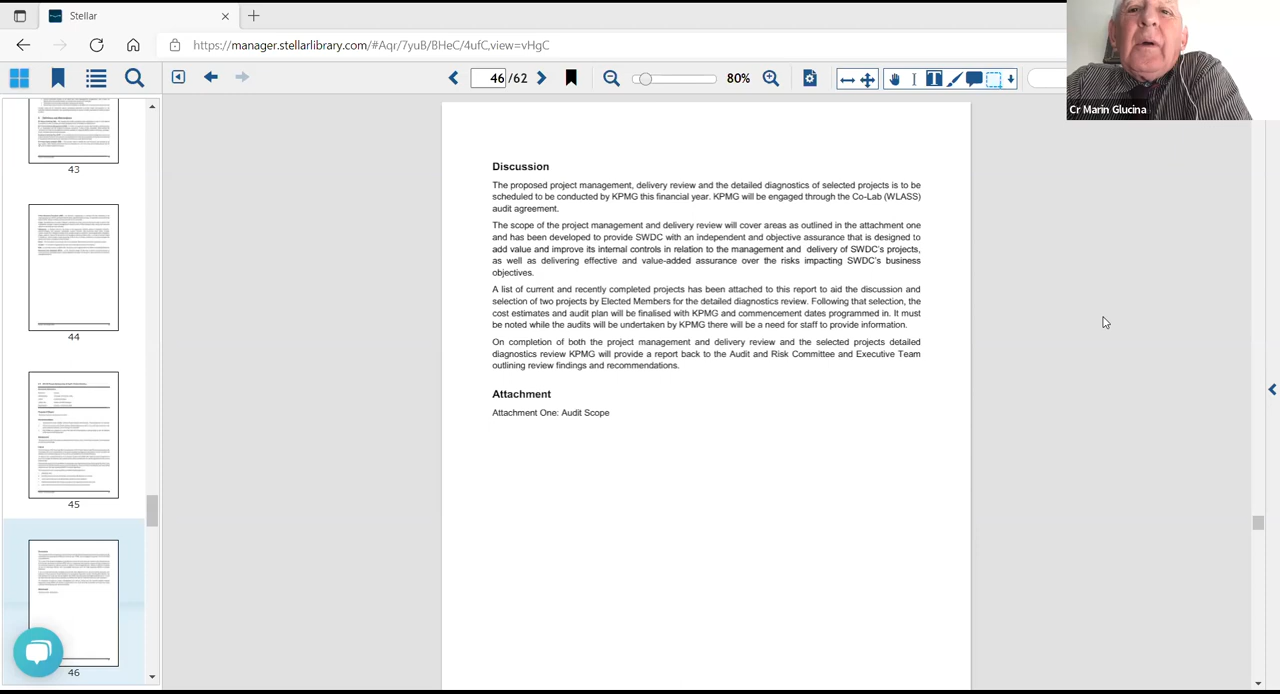 Stellar
https://manager.stellarlibrary.com/#Aqr/7yuB/BHeC/4ufC,view=vHgC
46 /62
80%
Cr Marin Glucina
43
44
45
46
Discussion
The proposed project management, delivery review and the detailed diagnostics of selected projects is to be
scheduled to be conducted by KPMG this financial year. KPMG will be engaged through the Co-Lab (WLASS)
audit agreement.
The scope of the project management and delivery review will cover areas as outlined in the attachment one
and has been developed to provide SWDC with an independent and objective assurance that is designed to
add value and improve its internal controls in relation to the management and delivery of SWDC's projects,
as well as delivering effective and value-added assurance over the risks impacting SWDC's business
objectives.
A list of current and recently completed projects has been attached to this report to aid the discussion and
selection of two projects by Elected Members for the detailed diagnostics review. Following that selection, the
cost estimates and audit plan will be finalised with KPMG and commencement dates programmed in. It must
be noted while the audits will be undertaken by KPMG there will be a need for staff to provide information.
On completion of both the project management and delivery review and the selected projects detailed
diagnostics review KPMG will provide a report back to the Audit and Risk Committee and Executive Team
outlining review findings and recommendations.
Attachment
Attachment One: Audit Scope